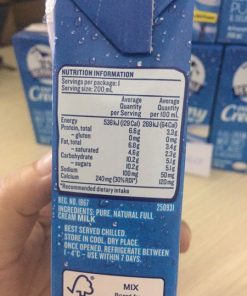 NUTRITION INFORMATION
Servings per package: 1
Serving size: 200 mL
Average Quantity per Serving
Average Quantity per 100 mL
Energy 538kJ (129Cal) 269kJ (64Cal)
Protein, total 6.6g 3.3g
– gluten 0mg 0mg
Fat, total 6.8g 3.4g
– saturated 4.6g 2.3g
Carbohydrate 10.2g 5.1g
– sugars 10.2g 5.1g
Sodium 100mg 50mg
Calcium 240mg (30%RDI*) 120mg
*Recommended dietary intake
REG. NO. 1867 250931
INGREDIENTS: PURE, NATURAL FULL
CREAM MILK
BEST SERVED CHILLED.
STORE IN COOL, DRY PLACE.
ONCE OPENED, REFRIGERATE BETWEEN
1-4°C – USE WITHIN 7 DAYS.
MIX